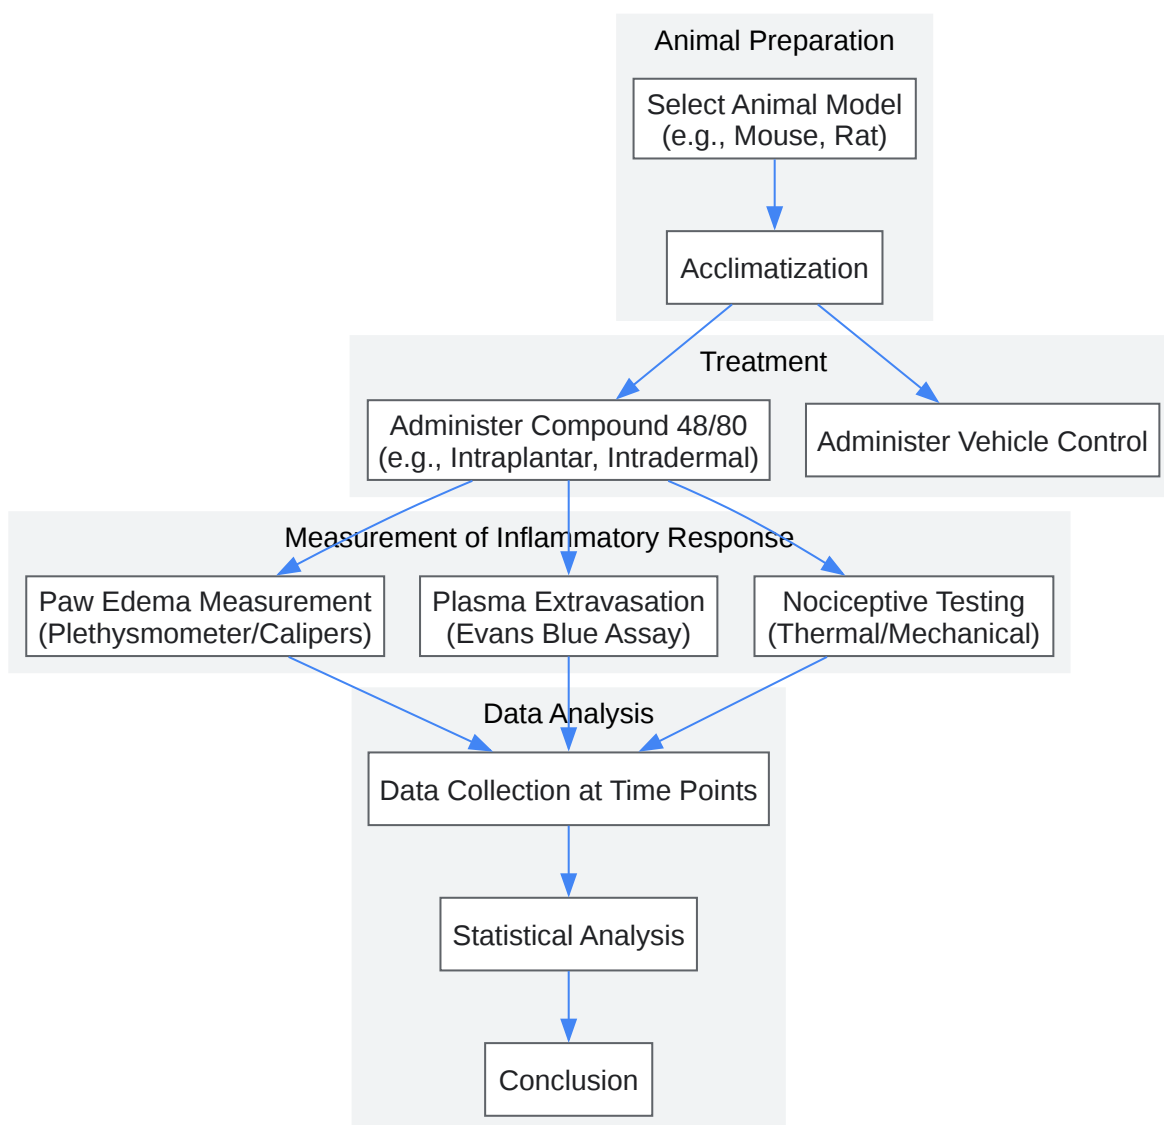 Animal Preparation
Select Animal Model
(e.g., Mouse, Rat)
Acclimatization
Treatment
Administer Compound 48/80
(e.g., Intraplantar, Intradermal)
Administer Vehicle Control
Measurement of Inflammatory Response
Paw Edema Measurement
(Plethysmometer/Calipers)
Plasma Extravasation
(Evans Blue Assay)
Nociceptive Testing
(Thermal/Mechanical)
Data Analysis
Data Collection at Time Points
Statistical Analysis
Conclusion